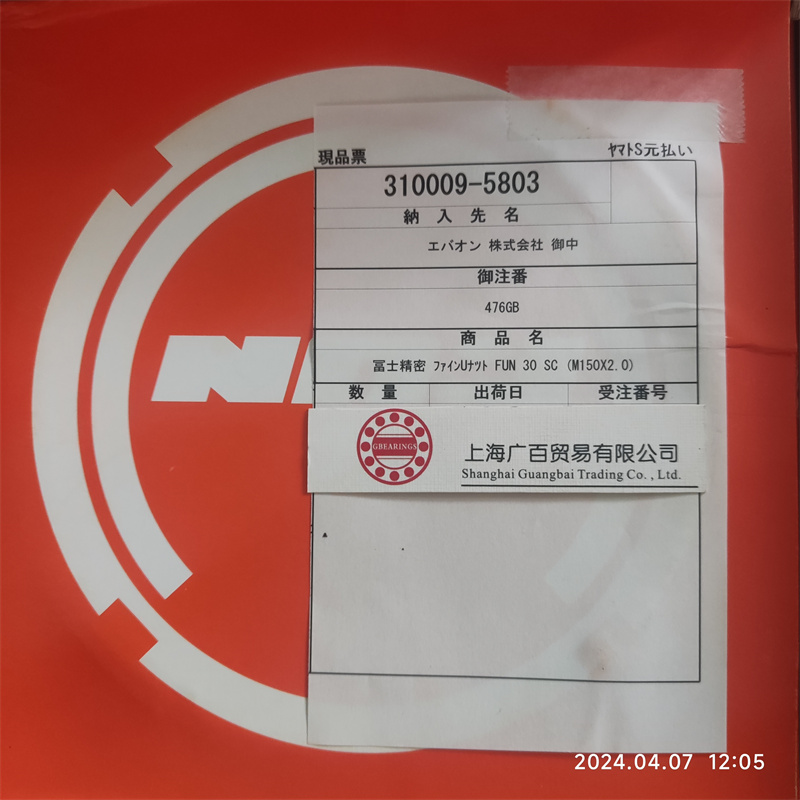 現品票
ヤマトS元払い
310009-5803
納 入 先 名
エバオン 株式会社 御中
御注番
476GB
商 品 名
冨士精密 ファインUナット FUN 30 SC (M150X2.0)
数 量 出荷日 受注番号
GBEARINGS
上海广百贸易有限公司
Shanghai Guangbai Trading Co. , Ltd.
2024.04.07 12:05